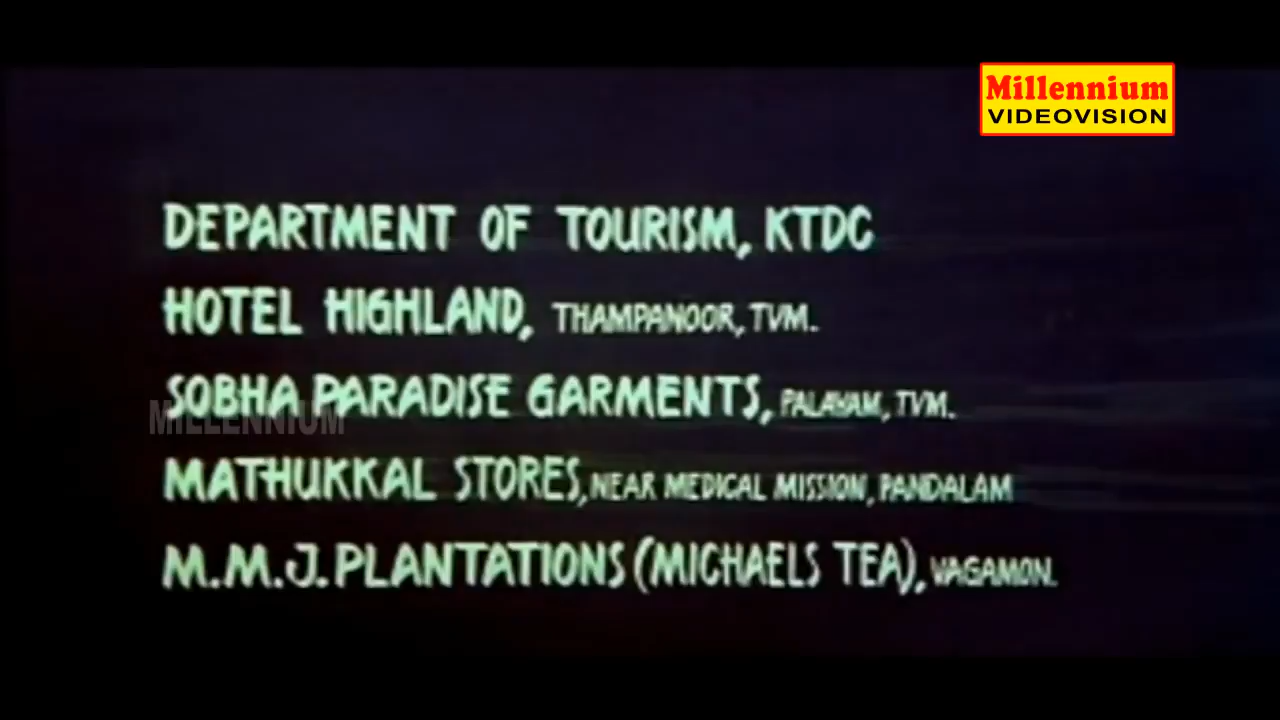 Millennium
VIDEOVISION
DEPARTMENT OF TOURISM, KTDC
HOTEL HIGHLAND, THAMPANOOR, TVM.
SOBHA PARADISE GARMENTS, PALAYAM, TVM.
MILLENNIUM
MATHUKKAL STORES, NEAR MEDICAL MISSION, PANDALAM
M.M.J. PLANTATIONS (MICHAELS TEA), VAGAMON.